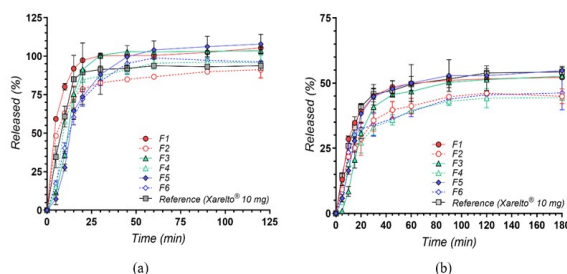 125
100
75
50
25
0
Released (%)
0
25
50
75
100
125
Time (min)
F1
F2
F3
F4
F5
F6
Reference (Xarelto® 10 mg)
(a)
75
50
25
0
Released (%)
0
20
40
60
80
100
120
140
160
180
Time (min)
F1
F2
F3
F4
F5
F6
Reference (Xarelto® 10 mg)
(b)